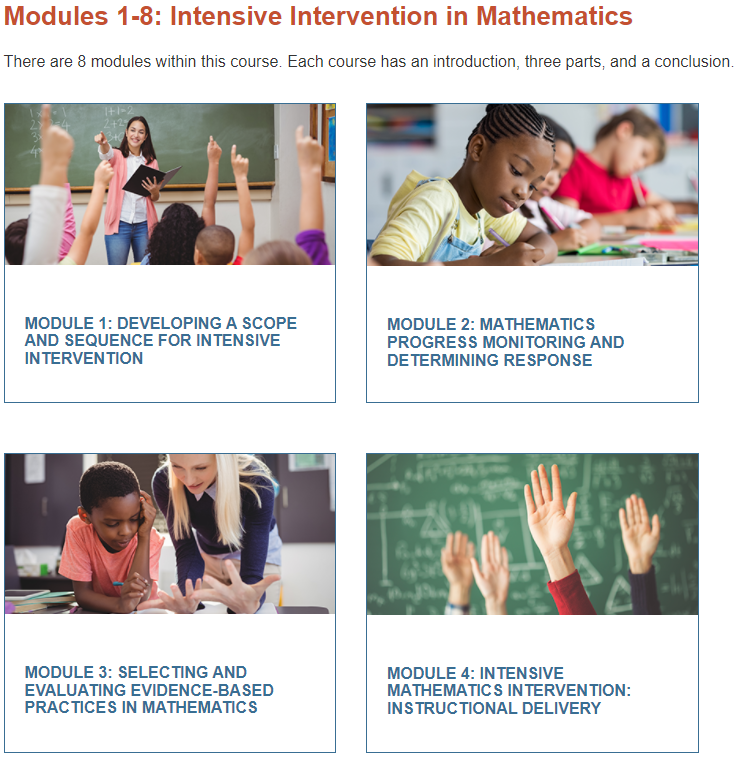 Modules 1-8: Intensive Intervention in Mathematics
There are 8 modules within this course. Each course has an introduction, three parts, and a conclusion.
MODULE 1: DEVELOPING A SCOPE
AND SEQUENCE FOR INTENSIVE
INTERVENTION
MODULE 2: MATHEMATICS
PROGRESS MONITORING AND
DETERMINING RESPONSE
MODULE 3: SELECTING AND
EVALUATING EVIDENCE-BASED
PRACTICES IN MATHEMATICS
MODULE 4: INTENSIVE
MATHEMATICS INTERVENTION:
INSTRUCTIONAL DELIVERY